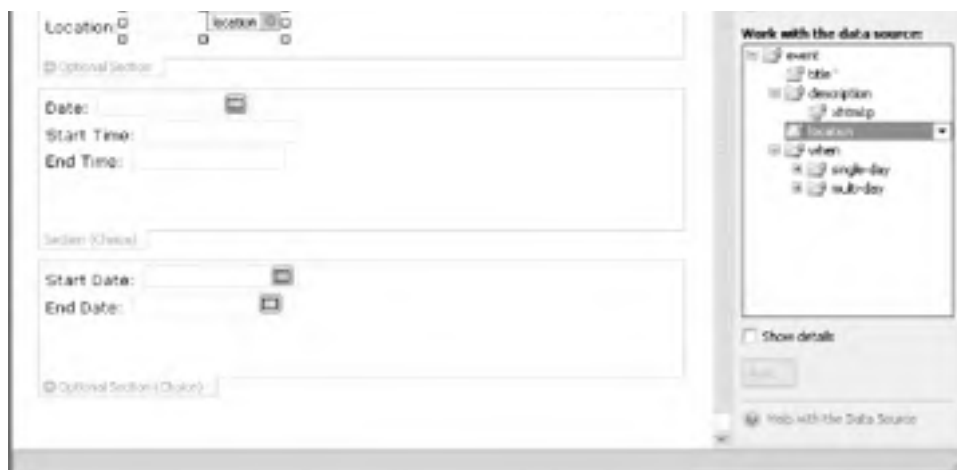 Location:
location
Optional Section
Date:
Start Time:
End Time:
Section (Choice)
Start Date:
End Date:
Optional Section (Choice)
Work with the data source:
event
title *
description
xhtml:p
location
when
single-day
multi-day
Show details
Help with the Data Source